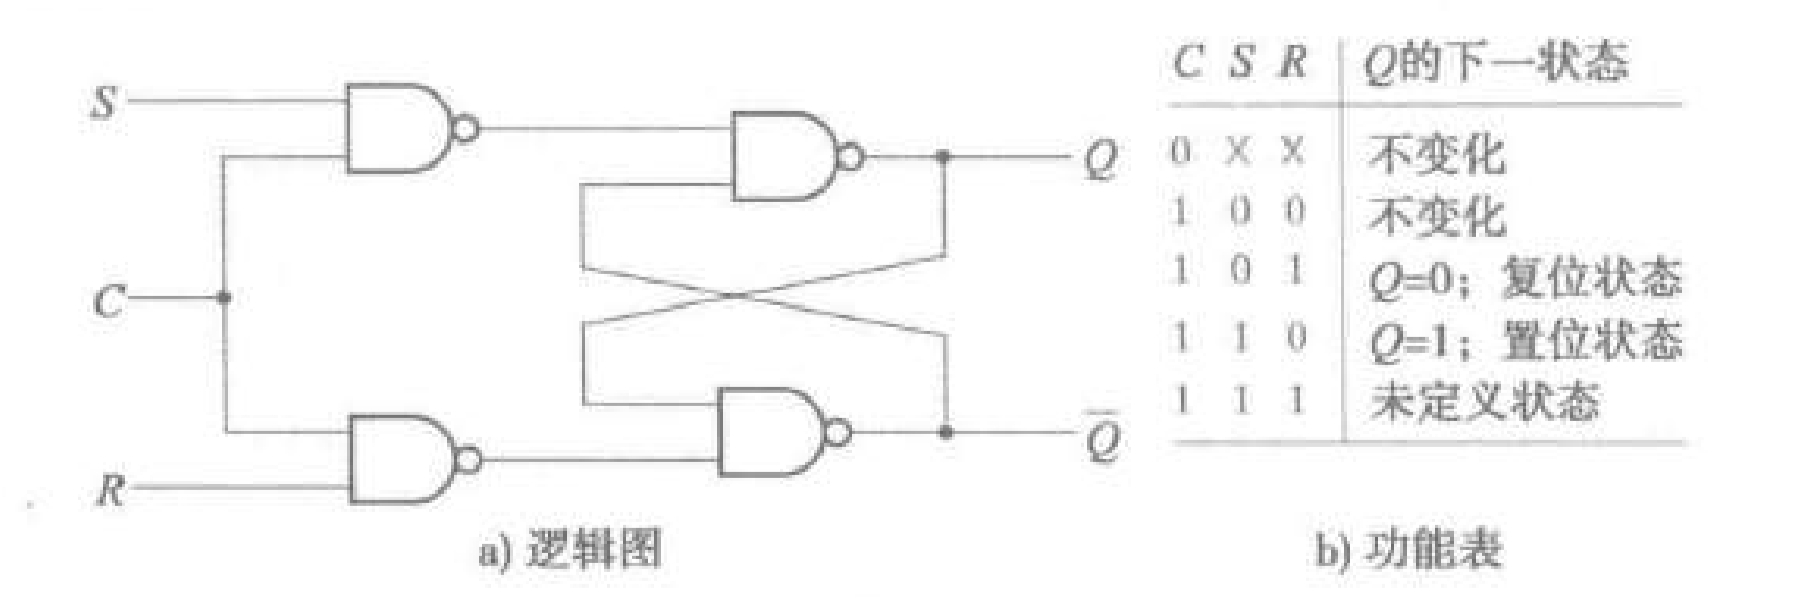 S
C
R
Q
Q̅
a) 逻辑图
C S R Q的下一状态
0 X X 不变化
1 0 0 不变化
1 0 1 Q=0；复位状态
1 1 0 Q=1；置位状态
1 1 1 未定义状态
b) 功能表